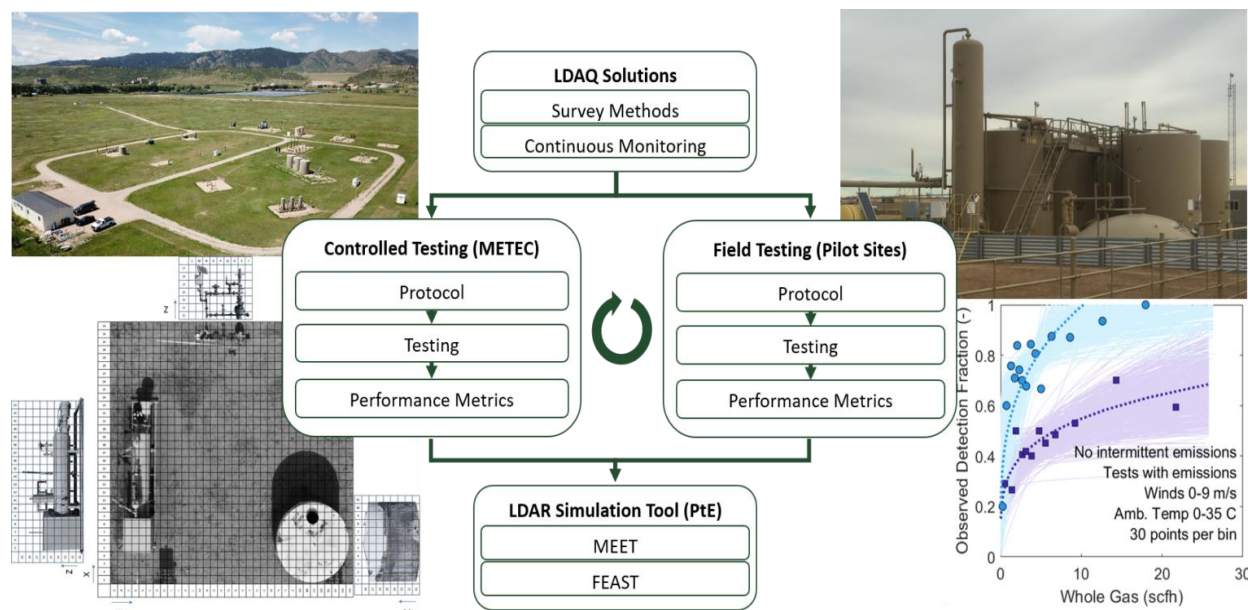 LDAQ Solutions
Survey Methods
Continuous Monitoring
Controlled Testing (METEC)
Protocol
Testing
Performance Metrics
Field Testing (Pilot Sites)
Protocol
Testing
Performance Metrics
LDAR Simulation Tool (PtE)
MEET
FEAST
Z
Z
X
Observed Detection Fraction (-)
1
0.8
0.6
0.4
0.2
0
No intermittent emissions
Tests with emissions
Winds 0-9 m/s
Amb. Temp 0-35 C
30 points per bin
0
10
20
30
Whole Gas (scfh)